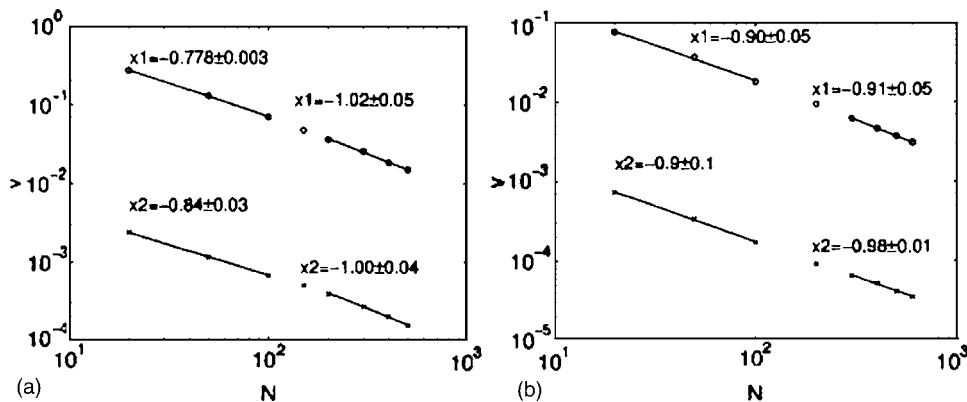 10^0
x1=-0.778±0.003
10^-1
x1=-1.02±0.05
10^-2
v
x2=-0.84±0.03
10^-3
x2=-1.00±0.04
10^-4
10^1
10^2
10^3
(a)
N
10^-1
x1=-0.90±0.05
10^-2
x1=-0.91±0.05
10^-3
v
x2=-0.9±0.1
10^-4
x2=-0.98±0.01
10^-5
10^1
10^2
10^3
(b)
N